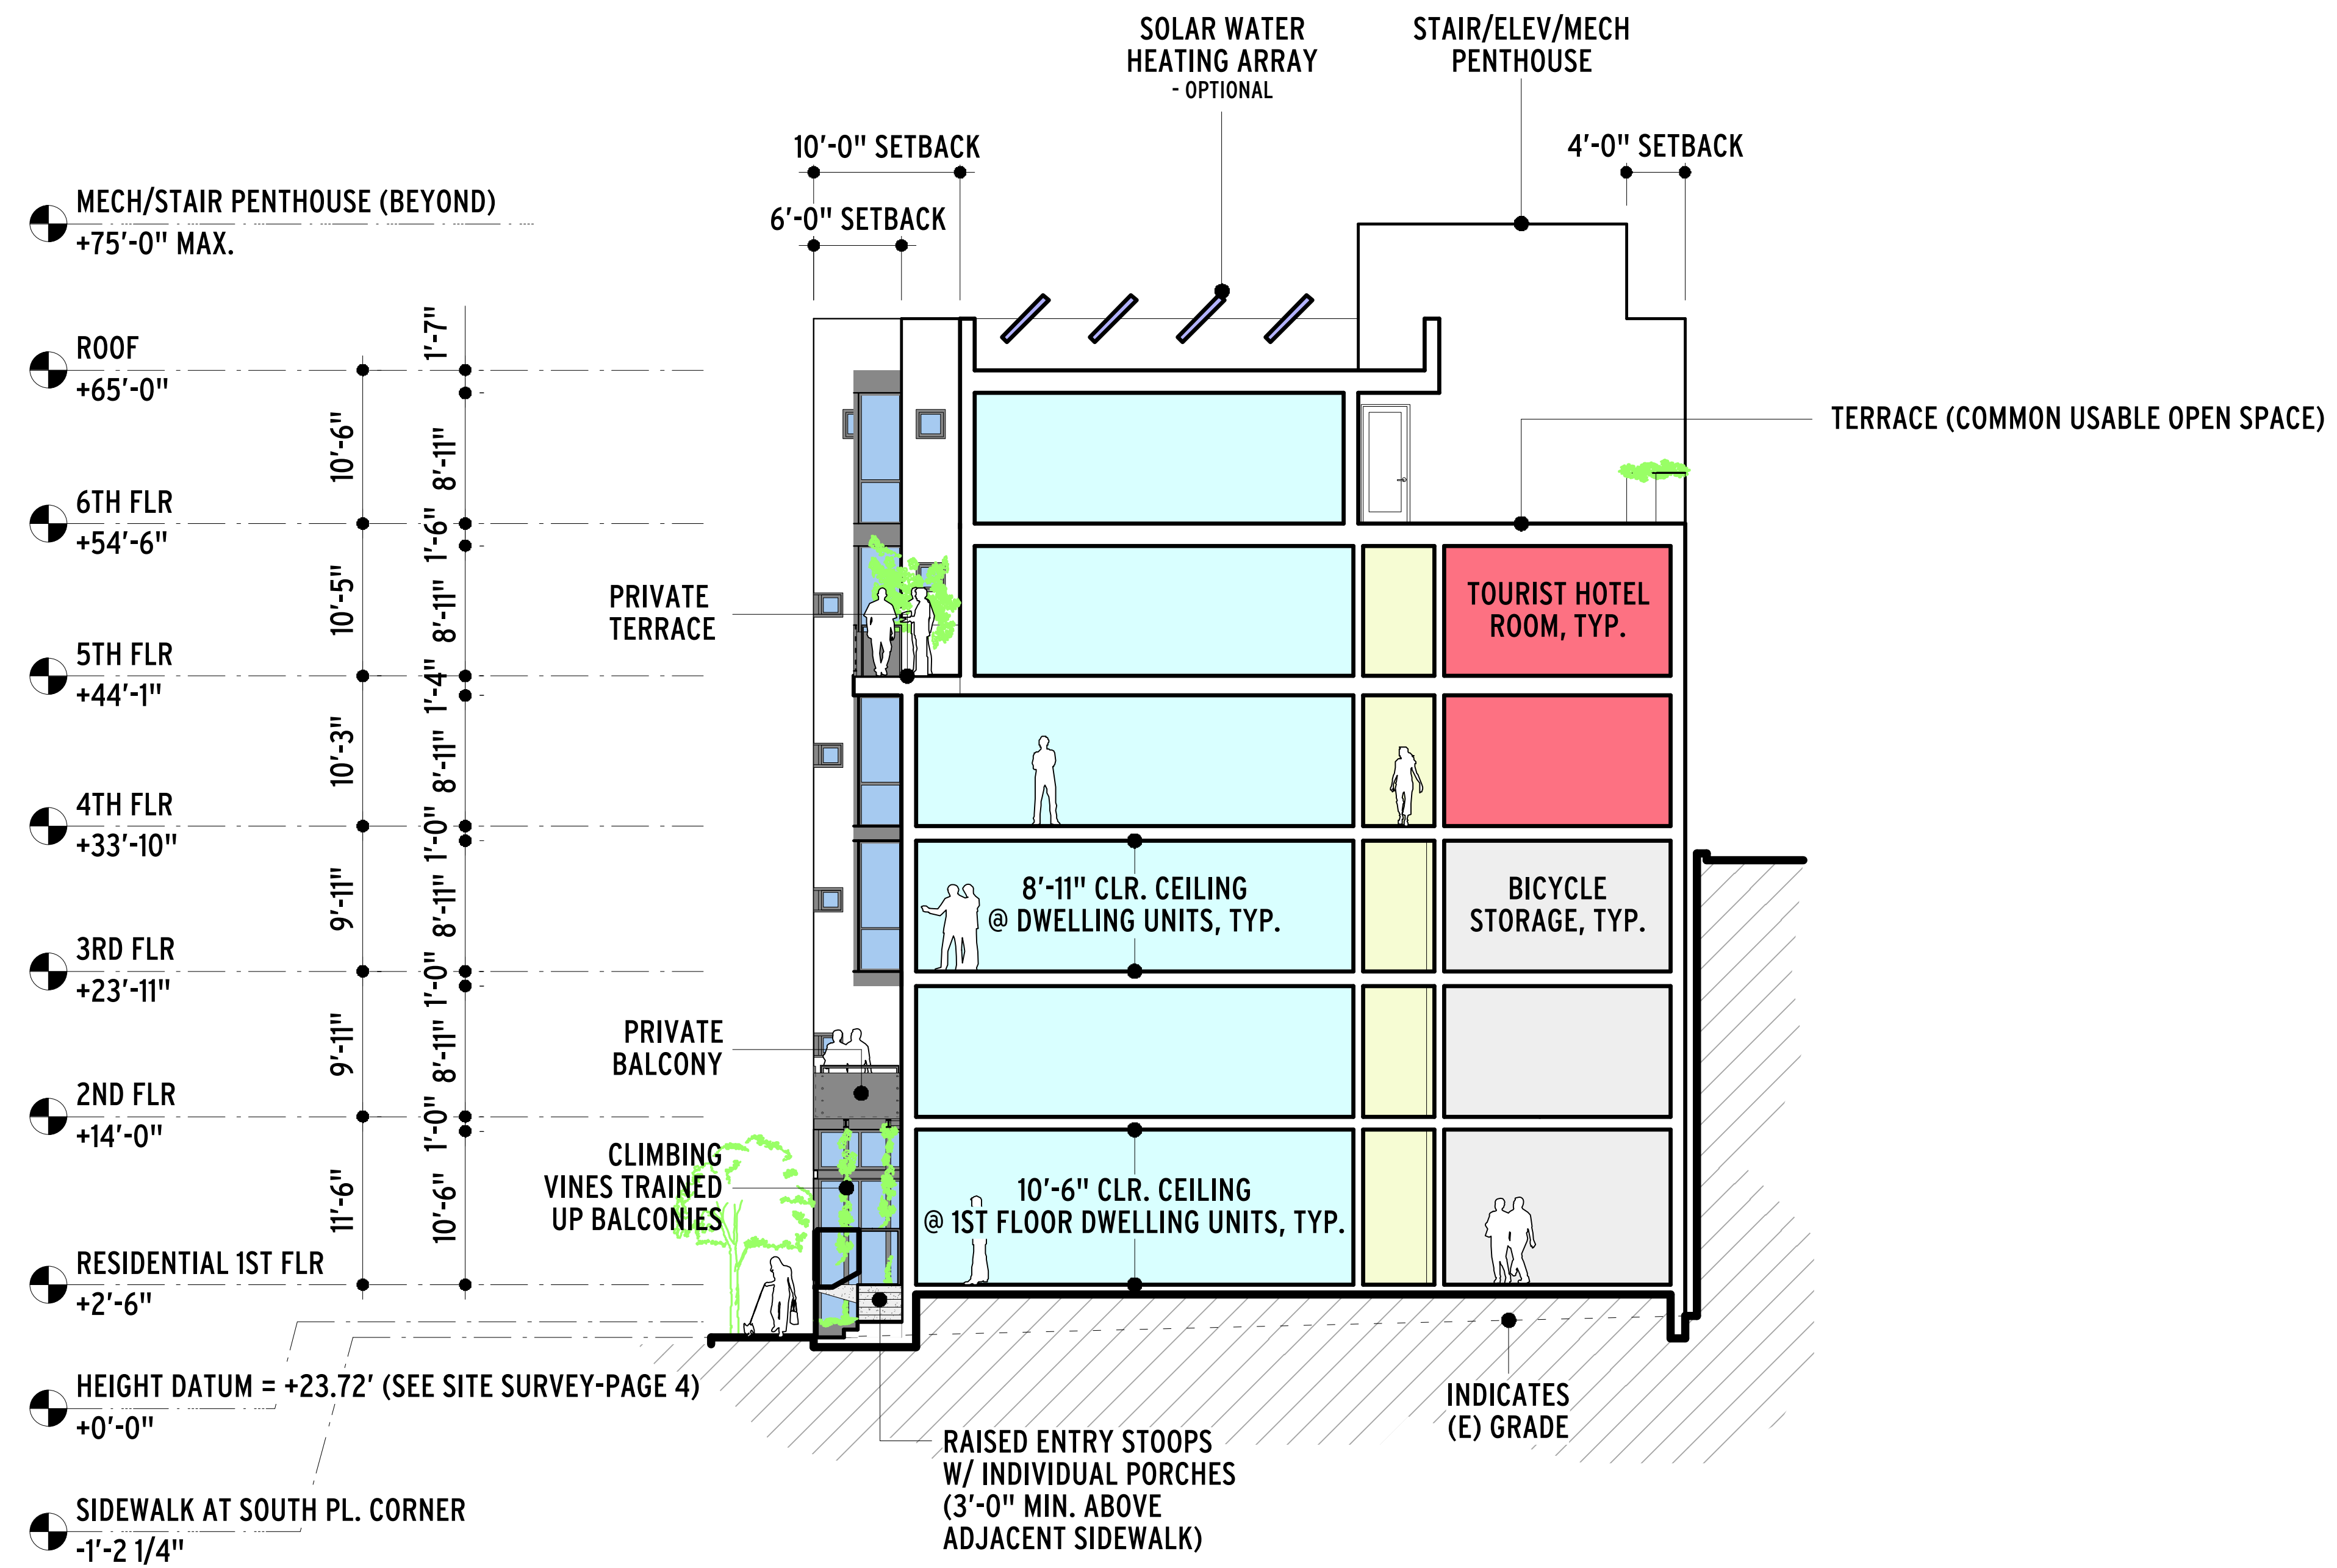 SOLAR WATER
HEATING ARRAY
- OPTIONAL
STAIR/ELEV/MECH
PENTHOUSE
10'-0" SETBACK
4'-0" SETBACK
6'-0" SETBACK
MECH/STAIR PENTHOUSE (BEYOND)
+75'-0" MAX.
ROOF
+65'-0"
6TH FLR
+54'-6"
5TH FLR
+44'-1"
4TH FLR
+33'-10"
3RD FLR
+23'-11"
2ND FLR
+14'-0"
RESIDENTIAL 1ST FLR
+2'-6"
HEIGHT DATUM = +23.72' (SEE SITE SURVEY-PAGE 4)
+0'-0"
SIDEWALK AT SOUTH PL. CORNER
-1'-2 1/4"
10'-6"
10'-5"
10'-3"
9'-11"
9'-11"
11'-6"
1'-7"
8'-11"
1'-6"
8'-11"
1'-4"
8'-11"
1'-0"
8'-11"
1'-0"
8'-11"
1'-0"
10'-6"
PRIVATE
TERRACE
PRIVATE
BALCONY
CLIMBING
VINES TRAINED
UP BALCONIES
TERRACE (COMMON USABLE OPEN SPACE)
TOURIST HOTEL
ROOM, TYP.
8'-11" CLR. CEILING
@ DWELLING UNITS, TYP.
BICYCLE
STORAGE, TYP.
10'-6" CLR. CEILING
@ 1ST FLOOR DWELLING UNITS, TYP.
INDICATES
(E) GRADE
RAISED ENTRY STOOPS
W/ INDIVIDUAL PORCHES
(3'-0" MIN. ABOVE
ADJACENT SIDEWALK)